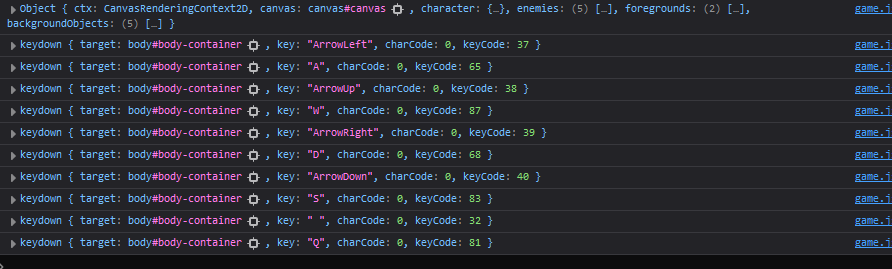 Object { ctx: CanvasRenderingContext2D, canvas: canvas#canvas , character: {…}, enemies: (5) […], foregrounds: (2) […], game.j
backgroundObjects: (5) […] }
keydown { target: body#body-container , key: "ArrowLeft", charCode: 0, keyCode: 37 } game.j
keydown { target: body#body-container , key: "A", charCode: 0, keyCode: 65 } game.j
keydown { target: body#body-container , key: "ArrowUp", charCode: 0, keyCode: 38 } game.j
keydown { target: body#body-container , key: "W", charCode: 0, keyCode: 87 } game.j
keydown { target: body#body-container , key: "ArrowRight", charCode: 0, keyCode: 39 } game.j
keydown { target: body#body-container , key: "D", charCode: 0, keyCode: 68 } game.j
keydown { target: body#body-container , key: "ArrowDown", charCode: 0, keyCode: 40 } game.j
keydown { target: body#body-container , key: "S", charCode: 0, keyCode: 83 } game.j
keydown { target: body#body-container , key: " ", charCode: 0, keyCode: 32 } game.j
keydown { target: body#body-container , key: "Q", charCode: 0, keyCode: 81 } game.j